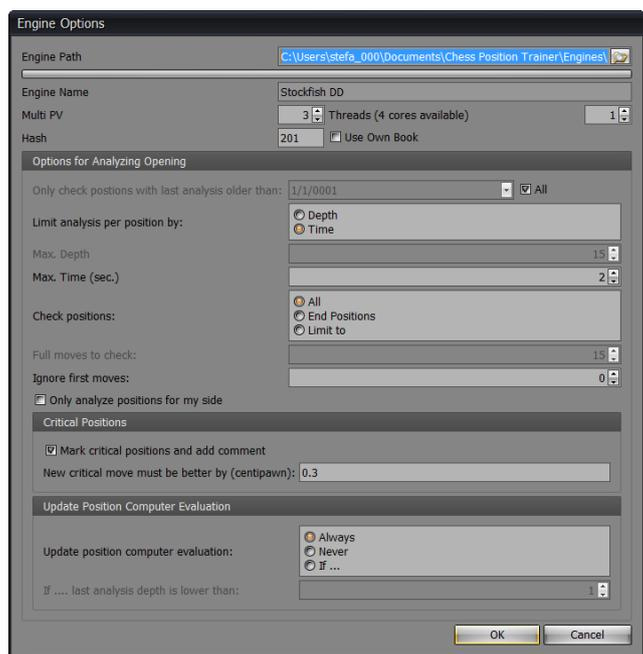 Engine Options
Engine Path C:\Users\stefa_000\Documents\Chess Position Trainer\Engines\
Engine Name Stockfish DD
Multi PV 3 Threads (4 cores available) 1
Hash 201 Use Own Book
Options for Analyzing Opening
Only check postions with last analysis older than: 1/1/0001 All
Limit analysis per position by: Depth
Time
Max. Depth 15
Max. Time (sec.) 2
All
Check positions: End Positions
Limit to
Full moves to check: 15
Ignore first moves: 0
Only analyze positions for my side
Critical Positions
Mark critical positions and add comment
New critical move must be better by (centipawn): 0.3
Update Position Computer Evaluation
Always
Update position computer evaluation: Never
If ...
If .... last analysis depth is lower than: 1
OK Cancel